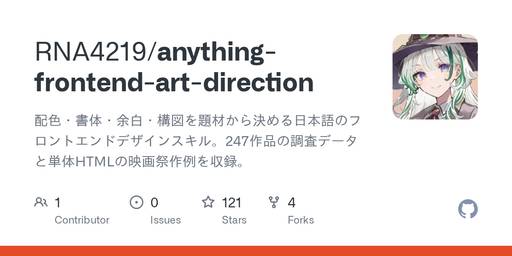 RNA4219/anything-
frontend-art-direction
配色・書体・余白・構図を題材から決める日本語のフ
ロントエンドデザインスキル。247作品の調査データ
と単体HTMLの映画祭作例を収録。
1 0 121 4
Contributor Issues Stars Forks